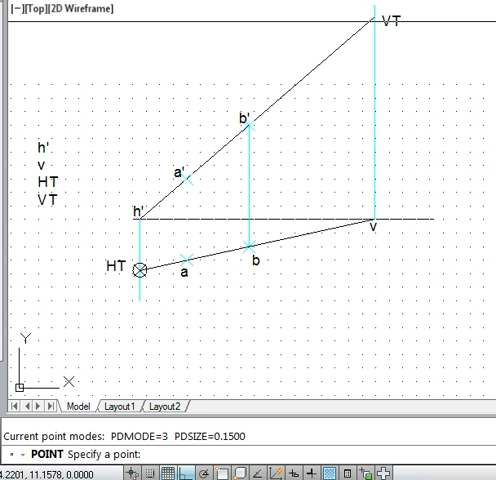 [−][Top][2D Wireframe]
VT
b'
h'
v
a'
HT
VT
h'
v
HT
b
a
Y
X
Model Layout1 Layout2
Current point modes: PDMODE=3 PDSIZE=0.1500
POINT Specify a point:
4.2201, 11.1578, 0.0000